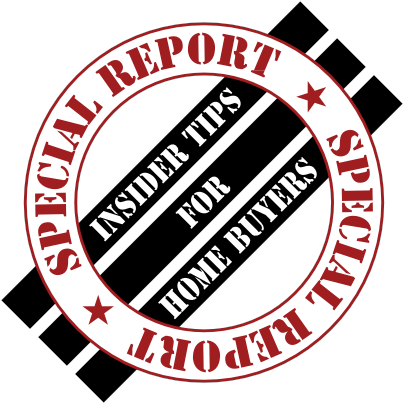 SPECIAL REPORT
INSIDER TIPS
FOR
HOME BUYERS
SPECIAL REPORT